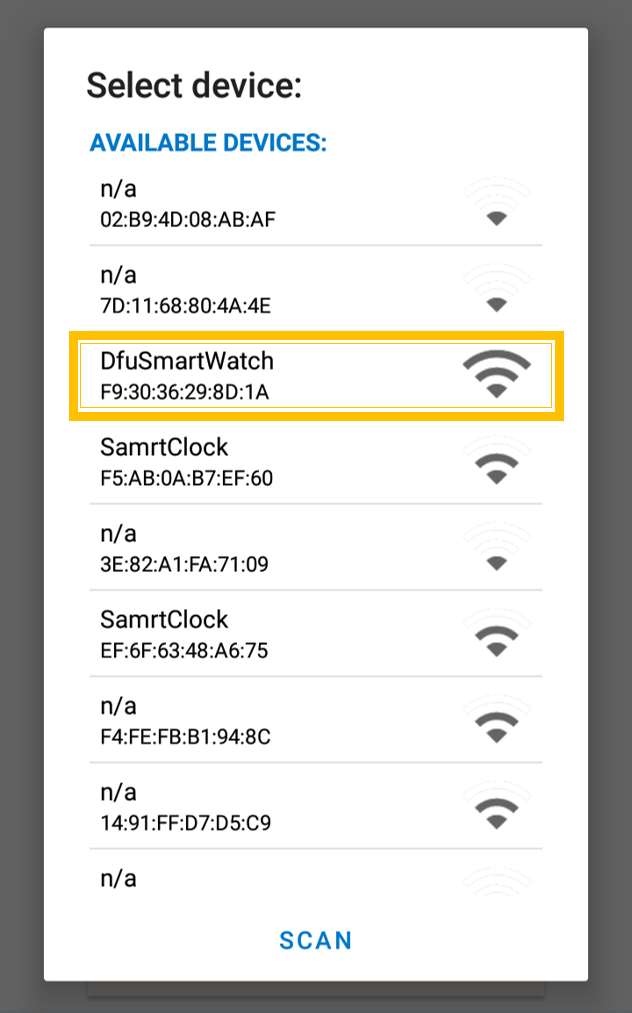 Select device:
AVAILABLE DEVICES:
n/a
02:B9:4D:08:AB:AF
n/a
7D:11:68:80:4A:4E
DfuSmartWatch
F9:30:36:29:8D:1A
SamrtClock
F5:AB:0A:B7:EF:60
n/a
3E:82:A1:FA:71:09
SamrtClock
EF:6F:63:48:A6:75
n/a
F4:FE:FB:B1:94:8C
n/a
14:91:FF:D7:D5:C9
n/a
SCAN